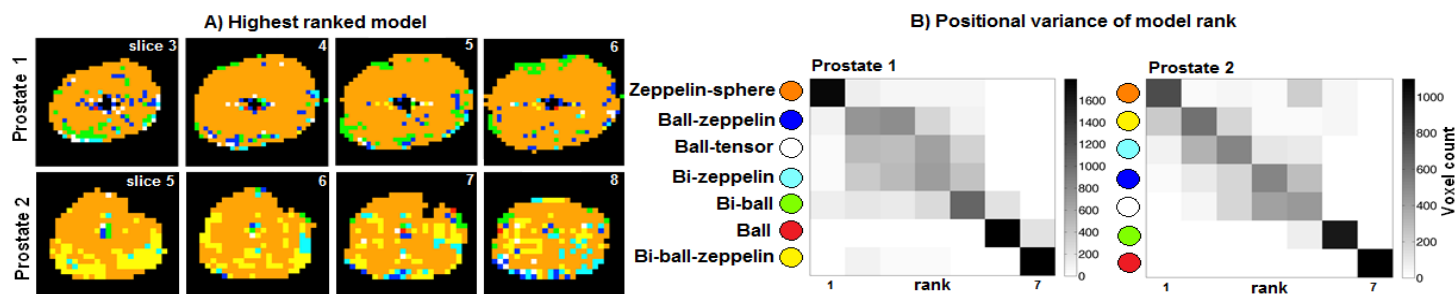 A) Highest ranked model
slice 3
4
5
6
Prostate 1
slice 5
6
7
8
Prostate 2
B) Positional variance of model rank
Prostate 1
Zeppelin-sphere
Ball-zeppelin
Ball-tensor
Bi-zeppelin
Bi-ball
Ball
Bi-ball-zeppelin
1 rank 7
1600
1400
1200
1000
800
600
400
200
0
Prostate 2
1 rank 7
1000
800
600
400
200
0
Voxel count